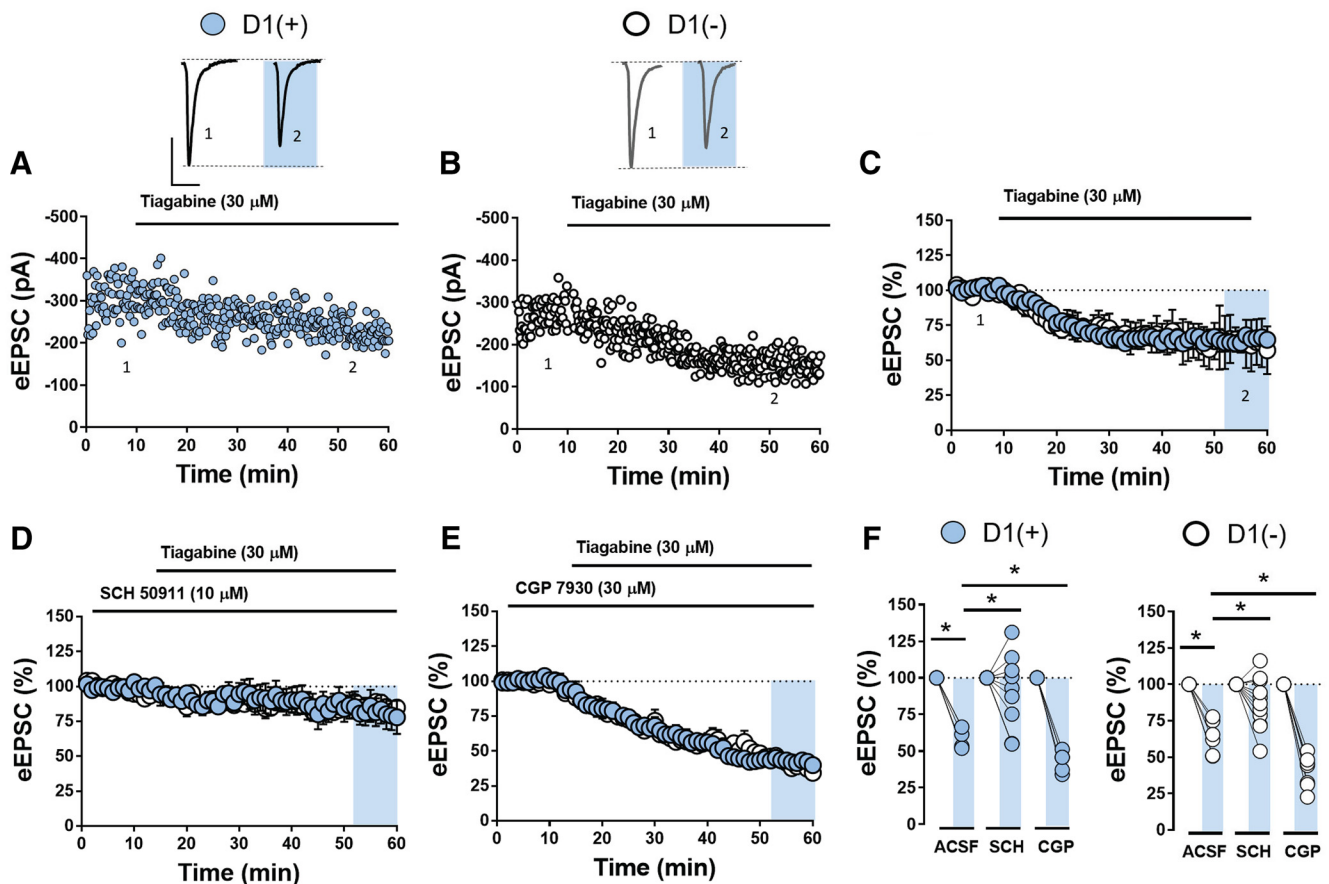 D1(+)
D1(-)
1
2
1
2
A
B
C
Tiagabine (30 μM)
-500
-400
-300
-200
-100
0
eEPSC (pA)
1
2
0 10 20 30 40 50 60
Time (min)
Tiagabine (30 μM)
-500
-400
-300
-200
-100
0
eEPSC (pA)
1
2
0 10 20 30 40 50 60
Time (min)
Tiagabine (30 μM)
150
125
100
75
50
25
0
eEPSC (%)
1
2
0 10 20 30 40 50 60
Time (min)
D
Tiagabine (30 μM)
SCH 50911 (10 μM)
150
125
100
75
50
25
0
eEPSC (%)
0 10 20 30 40 50 60
Time (min)
E
Tiagabine (30 μM)
CGP 7930 (30 μM)
150
125
100
75
50
25
0
eEPSC (%)
0 10 20 30 40 50 60
Time (min)
F
D1(+)
*
*
*
150
125
100
75
50
25
0
eEPSC (%)
ACSF SCH CGP
D1(-)
*
*
*
150
125
100
75
50
25
0
eEPSC (%)
ACSF SCH CGP